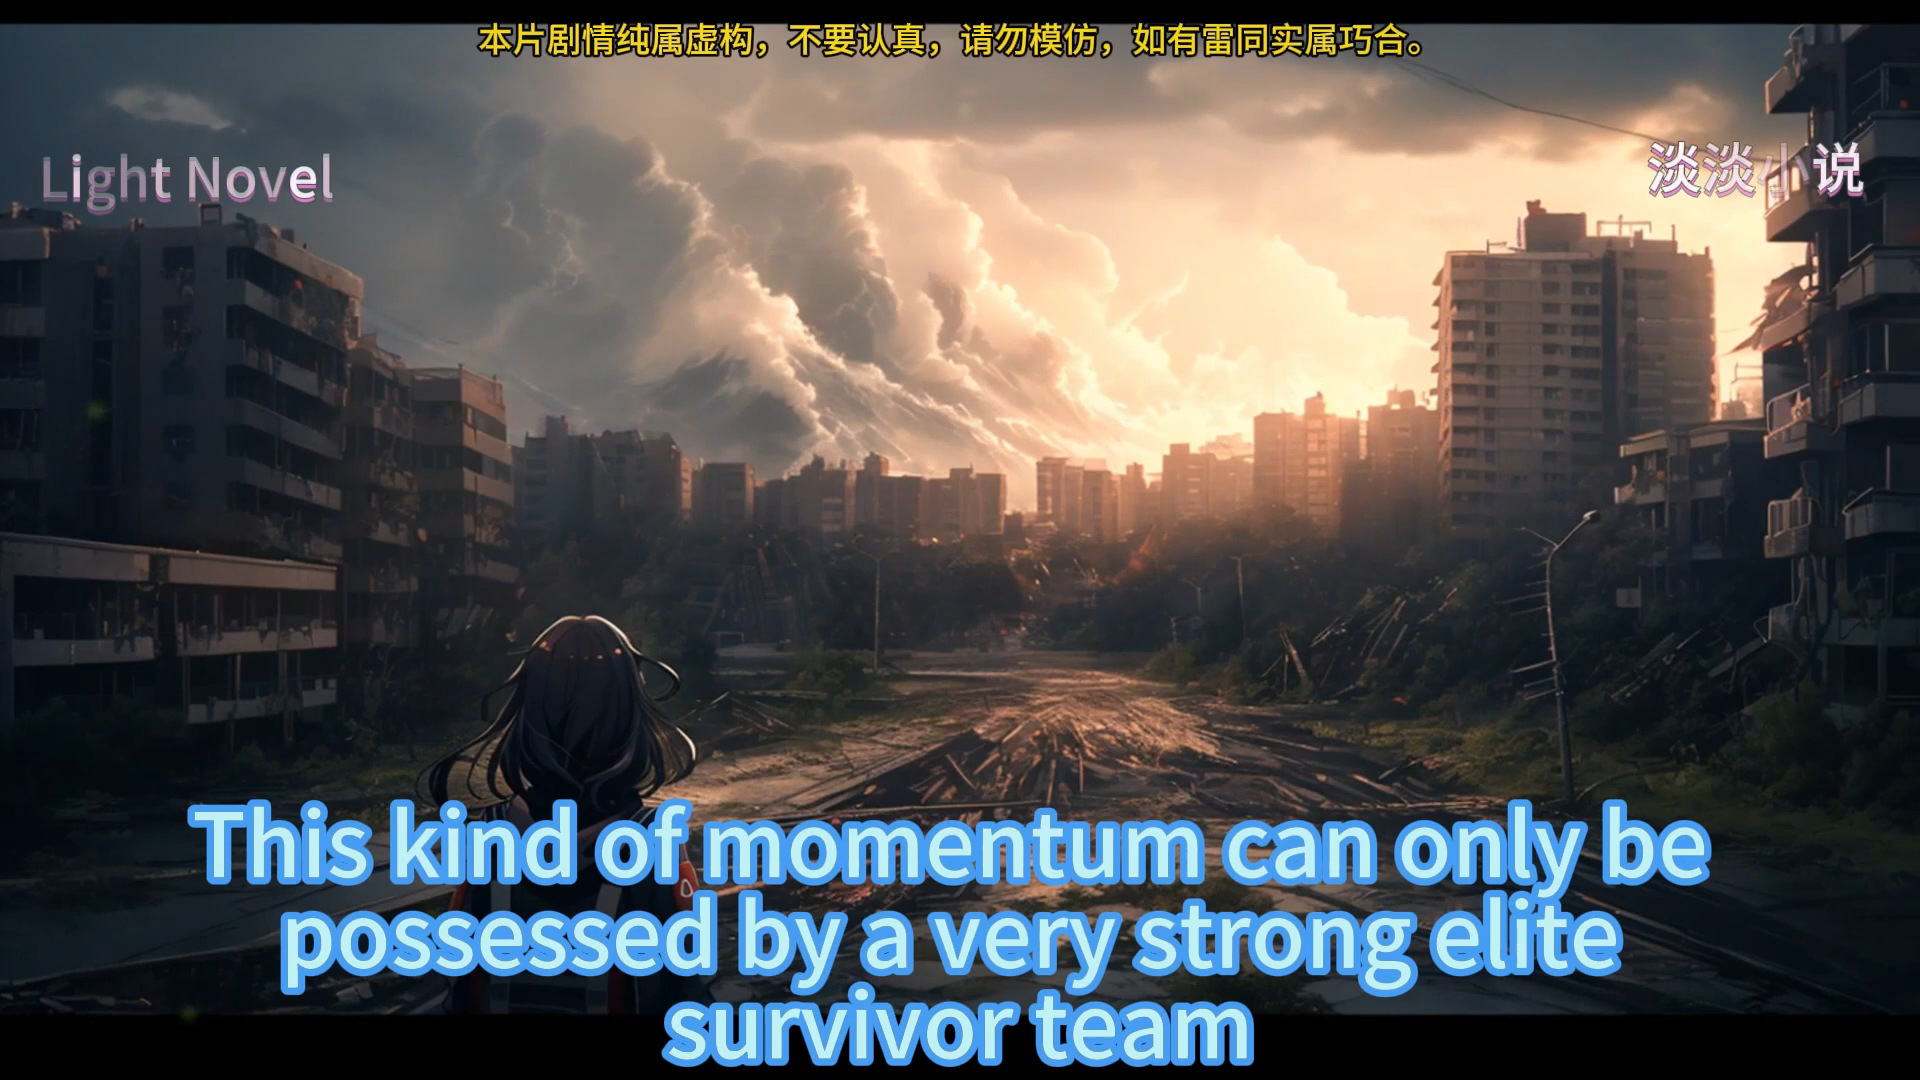 本片剧情纯属虚构，不要认真，请勿模仿，如有雷同实属巧合。
Light Novel
淡淡小说
This kind of momentum can only be
possessed by a very strong elite
survivor team